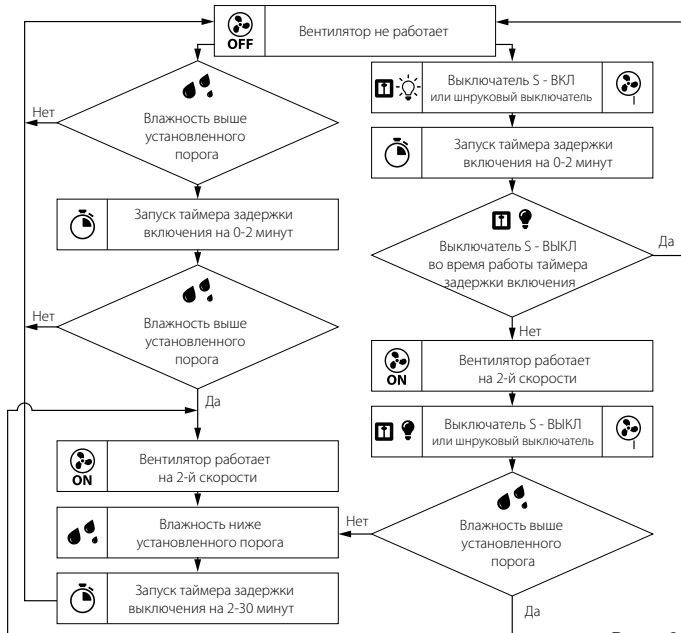 OFF
Вентилятор не работает
Нет
Влажность выше
установленного
порога
Запуск таймера задержки
включения на 0-2 минут
Нет
Влажность выше
установленного
порога
Да
ON
Вентилятор работает
на 2-й скорости
Влажность ниже
установленного порога
Запуск таймера задержки
выключения на 2-30 минут
Выключатель S - ВКЛ
или шнруковый выключатель
Запуск таймера задержки
включения на 0-2 минут
Выключатель S - ВЫКЛ
во время работы таймера
задержки включения
Да
Нет
ON
Вентилятор работает
на 2-й скорости
Выключатель S - ВЫКЛ
или шнруковый выключатель
Нет
Влажность выше
установленного
порога
Да